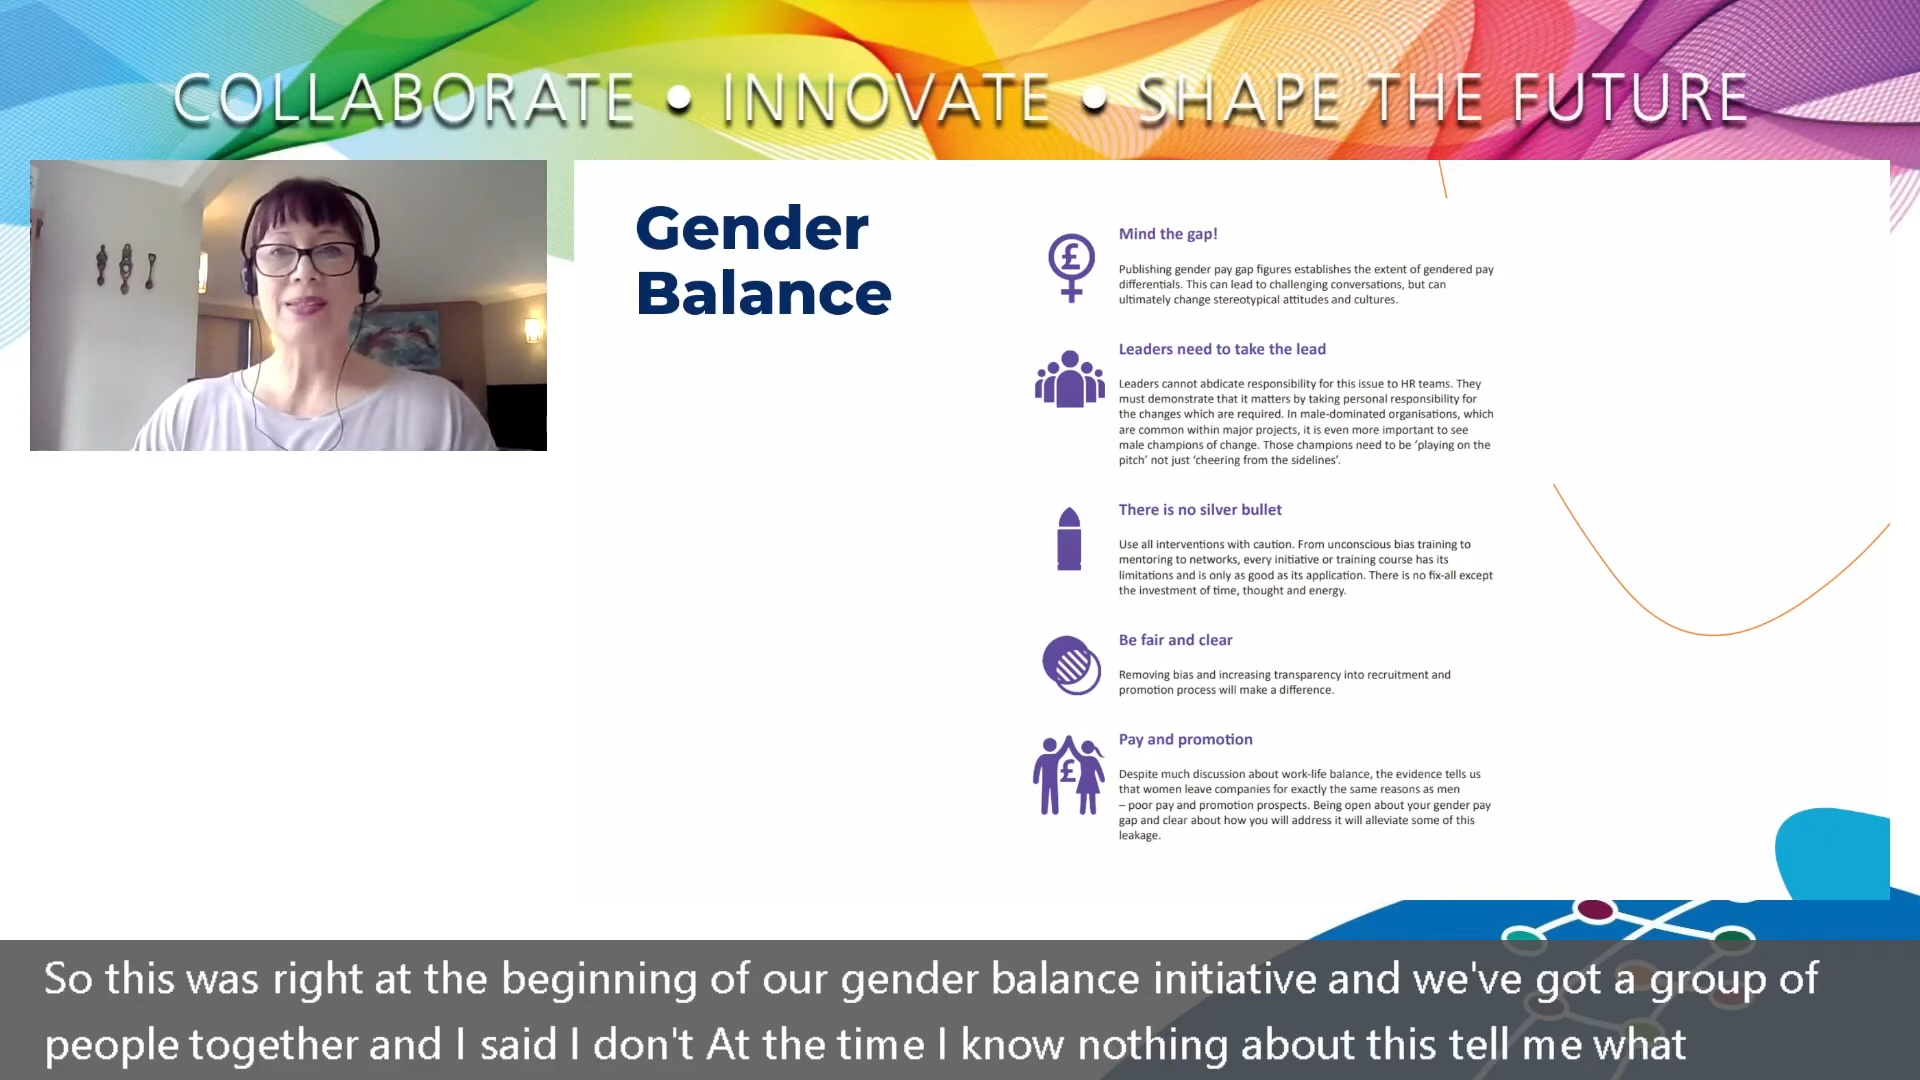 COLLABORATE • INNOVATE • SHAPE THE FUTURE
Gender
Balance
£
Mind the gap!
Publishing gender pay gap figures establishes the extent of gendered pay
differentials. This can lead to challenging conversations, but can
ultimately change stereotypical attitudes and cultures.
Leaders need to take the lead
Leaders cannot abdicate responsibility for this issue to HR teams. They
must demonstrate that it matters by taking personal responsibility for
the changes which are required. In male-dominated organisations, which
are common within major projects, it is even more important to see
male champions of change. Those champions need to be ‘playing on the
pitch’ not just ‘cheering from the sidelines’.
There is no silver bullet
Use all interventions with caution. From unconscious bias training to
mentoring to networks, every initiative or training course has its
limitations and is only as good as its application. There is no fix-all except
the investment of time, thought and energy.
Be fair and clear
Removing bias and increasing transparency into recruitment and
promotion process will make a difference.
£
Pay and promotion
Despite much discussion about work-life balance, the evidence tells us
that women leave companies for exactly the same reasons as men
– poor pay and promotion prospects. Being open about your gender pay
gap and clear about how you will address it will alleviate some of this
leakage.
So this was right at the beginning of our gender balance initiative and we've got a group of
people together and I said I don't At the time I know nothing about this tell me what